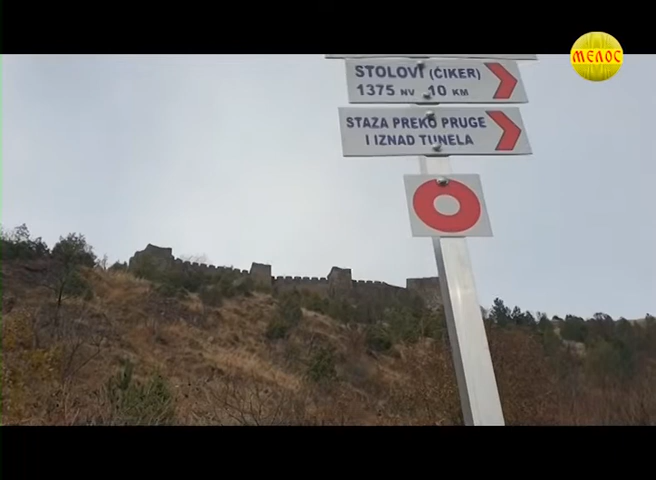 МЕЛОС
STOLOVI (ČIKER)
1375 NV 10 KM
STAZA PREKO PRUGE
I IZNAD TUNELA